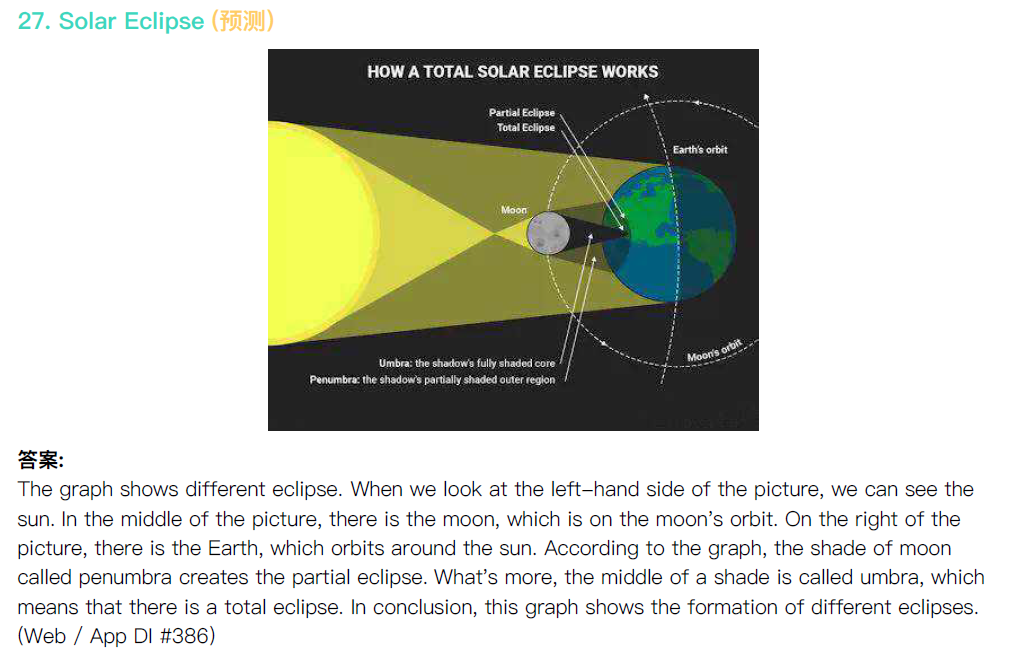 27. Solar Eclipse (预测)
HOW A TOTAL SOLAR ECLIPSE WORKS
Partial Eclipse
Total Eclipse
Earth's orbit
Moon
Moon's orbit
Umbra: the shadow's fully shaded core
Penumbra: the shadow's partially shaded outer region
答案:
The graph shows different eclipse. When we look at the left-hand side of the picture, we can see the
sun. In the middle of the picture, there is the moon, which is on the moon's orbit. On the right of the
picture, there is the Earth, which orbits around the sun. According to the graph, the shade of moon
called penumbra creates the partial eclipse. What's more, the middle of a shade is called umbra, which
means that there is a total eclipse. In conclusion, this graph shows the formation of different eclipses.
(Web / App DI #386)